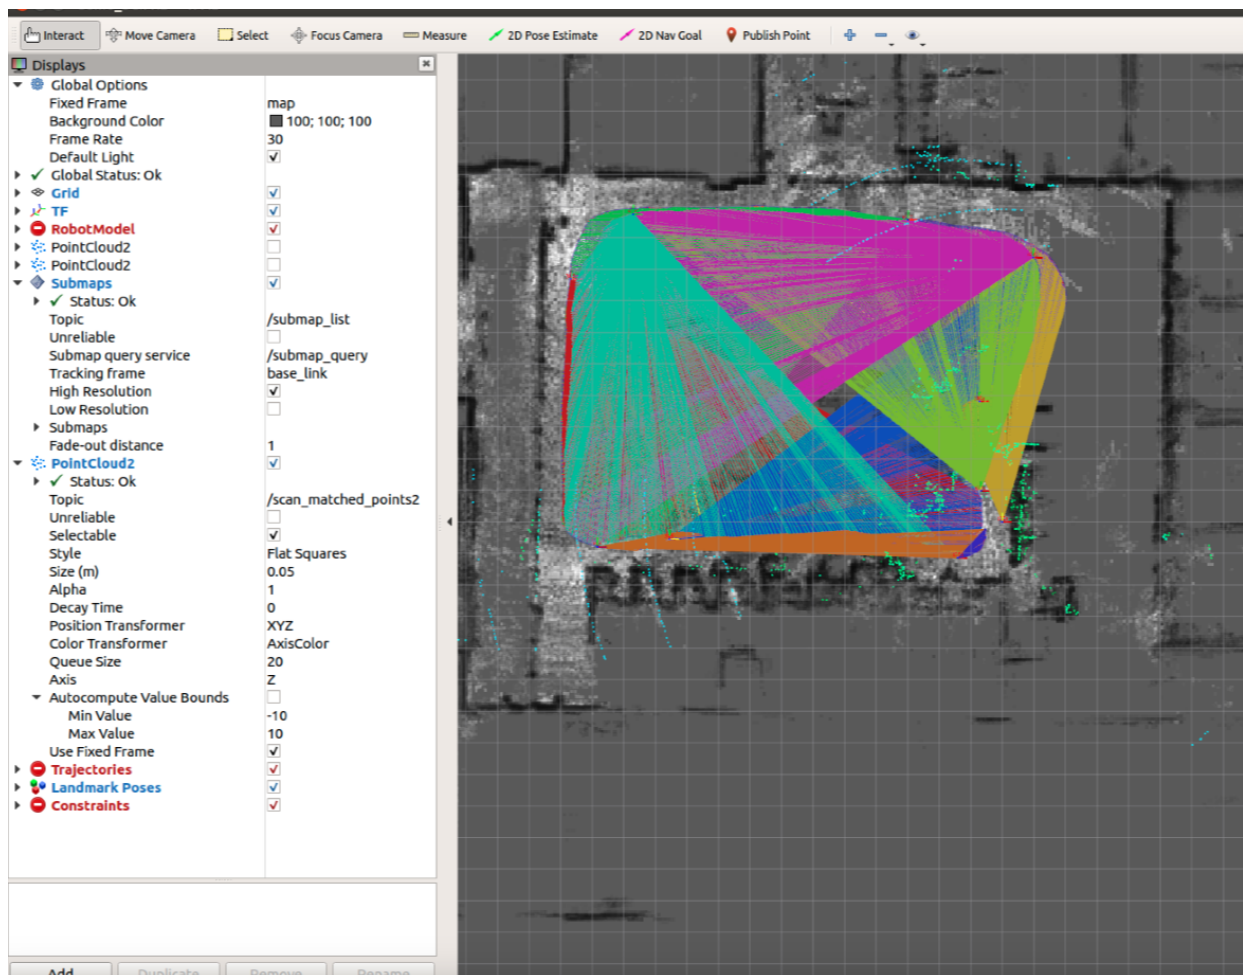 Interact Move Camera Select Focus Camera Measure 2D Pose Estimate 2D Nav Goal Publish Point
Displays
Global Options
Fixed Frame map
Background Color 100; 100; 100
Frame Rate 30
Default Light
Global Status: Ok
Grid
TF
RobotModel
PointCloud2
PointCloud2
Submaps
Status: Ok
Topic /submap_list
Unreliable
Submap query service /submap_query
Tracking frame base_link
High Resolution
Low Resolution
Submaps
Fade-out distance 1
PointCloud2
Status: Ok
Topic /scan_matched_points2
Unreliable
Selectable
Style Flat Squares
Size (m) 0.05
Alpha 1
Decay Time 0
Position Transformer XYZ
Color Transformer AxisColor
Queue Size 20
Axis Z
Autocompute Value Bounds
Min Value -10
Max Value 10
Use Fixed Frame
Trajectories
Landmark Poses
Constraints
Add Duplicate Remove Rename